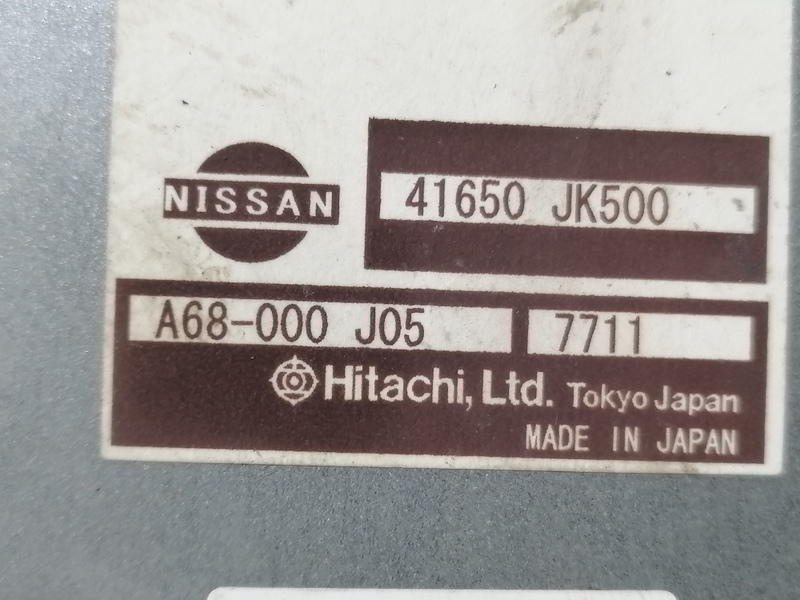 NISSAN
41650 JK500
A68-000 J05 7711
Hitachi, Ltd. Tokyo Japan
MADE IN JAPAN